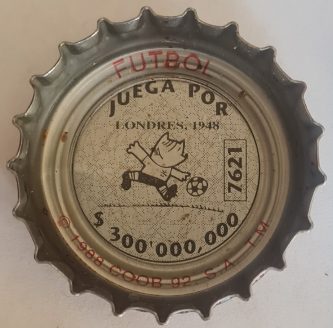 FUTBOL
JUEGA POR
LONDRES, 1948
7621
$ 300'000,000
© 1988 COOB 92, S.A. TM